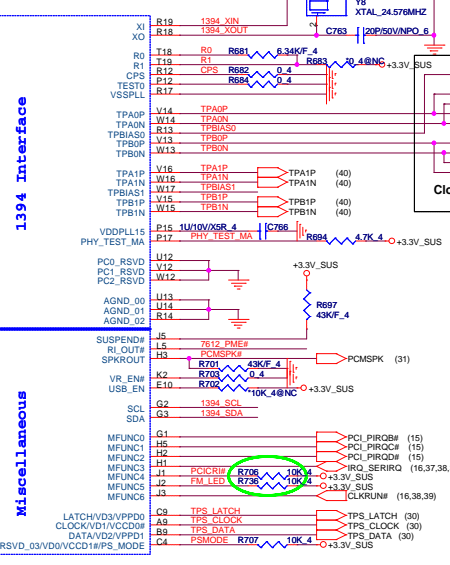 Y8
XTAL_24.576MHZ
XI R19 1394_XIN
XO R18 1394_XOUT 2 C763 20P/50V/NPO_6
R0 T18 R0 R681 6.34K/F_4
R1 T19 R1 R683 *0_4@NC +3.3V_SUS
CPS R12 CPS R682 0_4
TEST0 P12 R684 0_4
VSSPLL R17
TPA0P V14 TPA0P
TPA0N W14 TPA0N
TPBIAS0 R13 TPBIAS0
TPB0P V13 TPB0P
TPB0N W13 TPB0N
1394 Interface
TPA1P V16 TPA1P TPA1P (40)
TPA1N W16 TPA1N TPA1N (40)
TPBIAS1 W17 TPBIAS1
TPB1P V15 TPB1P TPB1P (40)
TPB1N W15 TPB1N TPB1N (40)
Clo
VDDPLL15 P15 1U/10V/X5R_4 C766
PHY_TEST_MA P17 PHY_TEST_MA R694 4.7K_4 +3.3V_SUS
PC0_RSVD U12
PC1_RSVD V12
PC2_RSVD W12
+3.3V_SUS
AGND_00 U13
AGND_01 U14
AGND_02 R14
R697
43K/F_4
SUSPEND# J5
RI_OUT# L5 7612_PME#
SPKROUT H3 PCMSPK# PCMSPK (31)
R701 43K/F_4
VR_EN# K2 R703 0_4
USB_EN E10 R702 *10K_4@NC +3.3V_SUS
SCL G2 1394_SCL
SDA G3 1394_SDA
Miscellaneous
MFUNC0 G1 PCI_PIRQB# (15)
MFUNC1 H5 PCI_PIRQC# (15)
MFUNC2 H2 PCI_PIRQD# (15)
MFUNC3 H1 IRQ_SERIRQ (16,37,38,
MFUNC4 J1 PCICRI# R706 10K_4 +3.3V_SUS
MFUNC5 J2 FM_LED R736 10K_4 +3.3V_SUS
MFUNC6 J3 CLKRUN# (16,38,39)
LATCH/VD3/VPPD0 C9 TPS_LATCH TPS_LATCH (30)
CLOCK/VD1/VCCD0# A9 TPS_CLOCK TPS_CLOCK (30)
DATA/VD2/VPPD1 B9 TPS_DATA TPS_DATA (30)
RSVD_03/VD0/VCCD1#/PS_MODE C4 PSMODE R707 10K_4 +3.3V_SUS